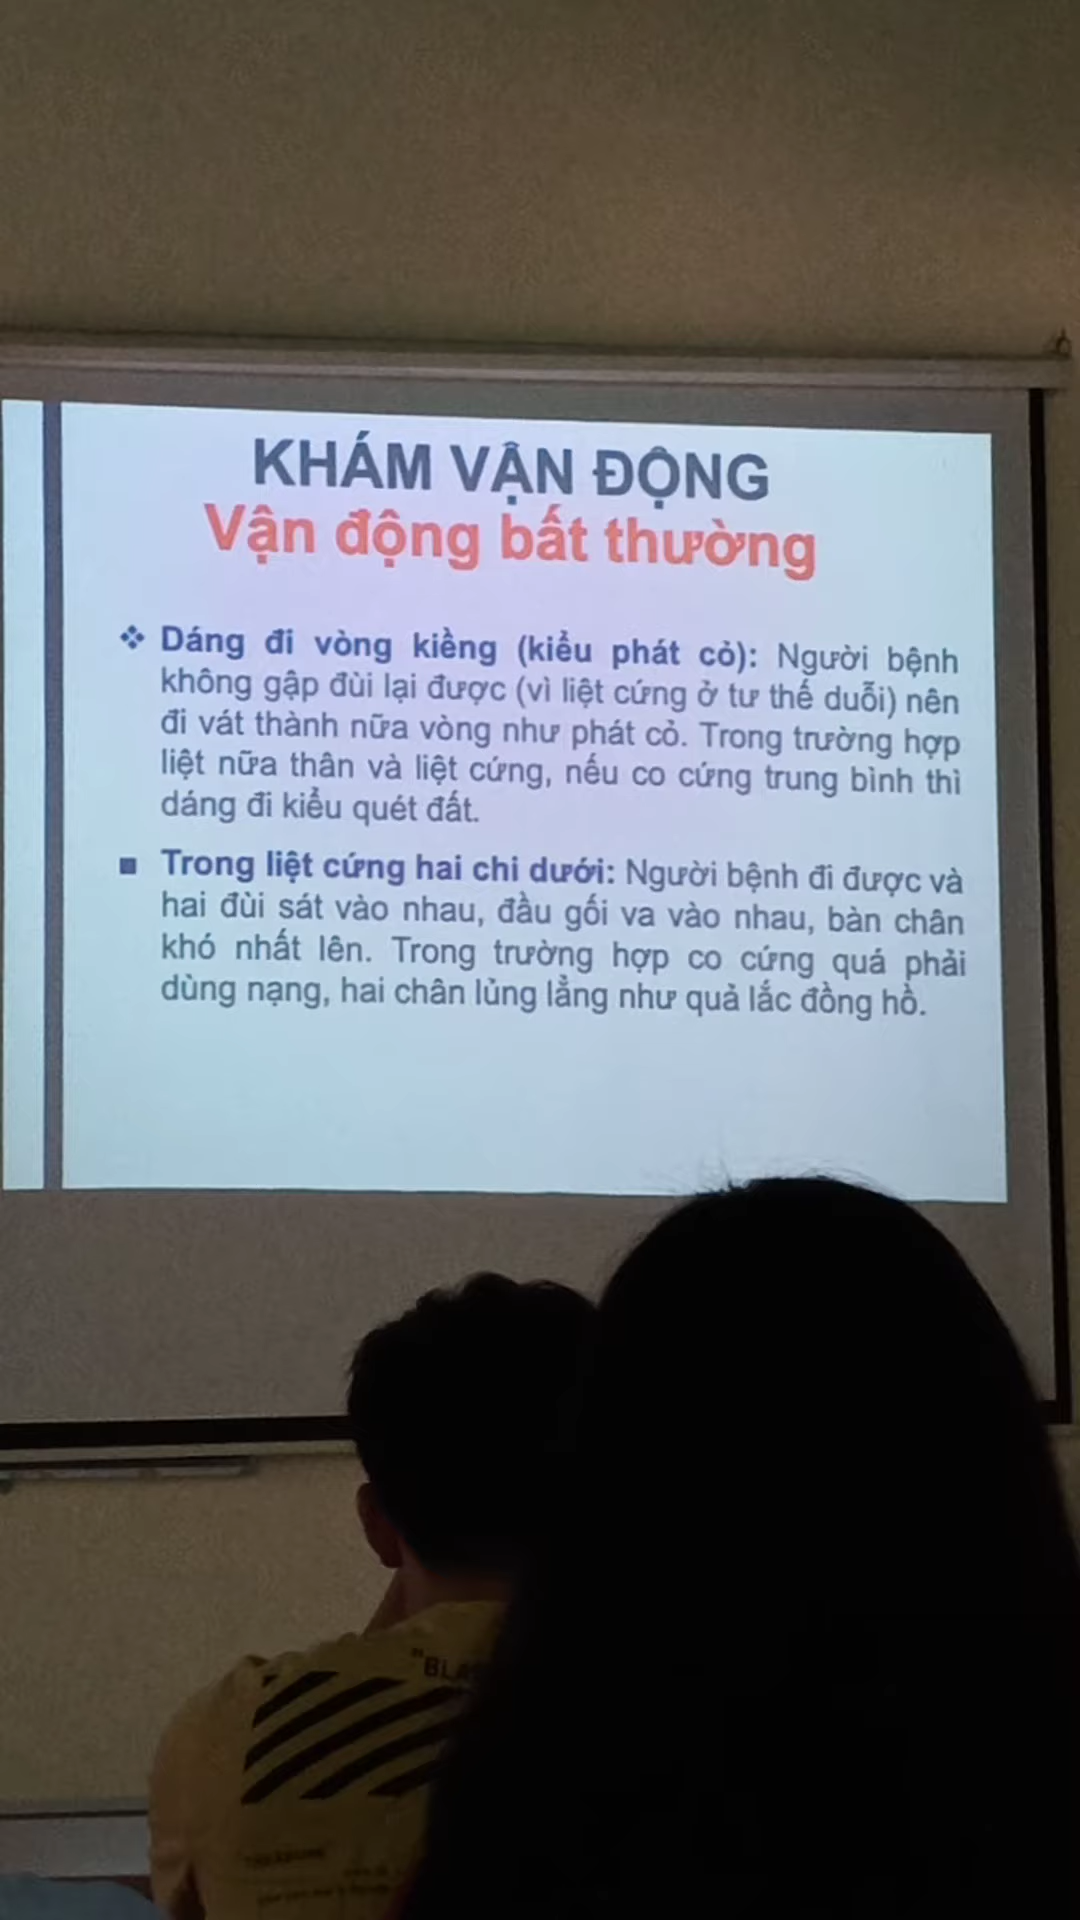 KHÁM VẬN ĐỘNG
Vận động bất thường
❖ Dáng đi vòng kiềng (kiểu phát cỏ): Người bệnh
không gập đùi lại được (vì liệt cứng ở tư thế duỗi) nên
đi vát thành nữa vòng như phát cỏ. Trong trường hợp
liệt nữa thân và liệt cứng, nếu co cứng trung bình thì
dáng đi kiểu quét đất.
▪ Trong liệt cứng hai chi dưới: Người bệnh đi được và
hai đùi sát vào nhau, đầu gối va vào nhau, bàn chân
khó nhất lên. Trong trường hợp co cứng quá phải
dùng nạng, hai chân lủng lẳng như quả lắc đồng hồ.